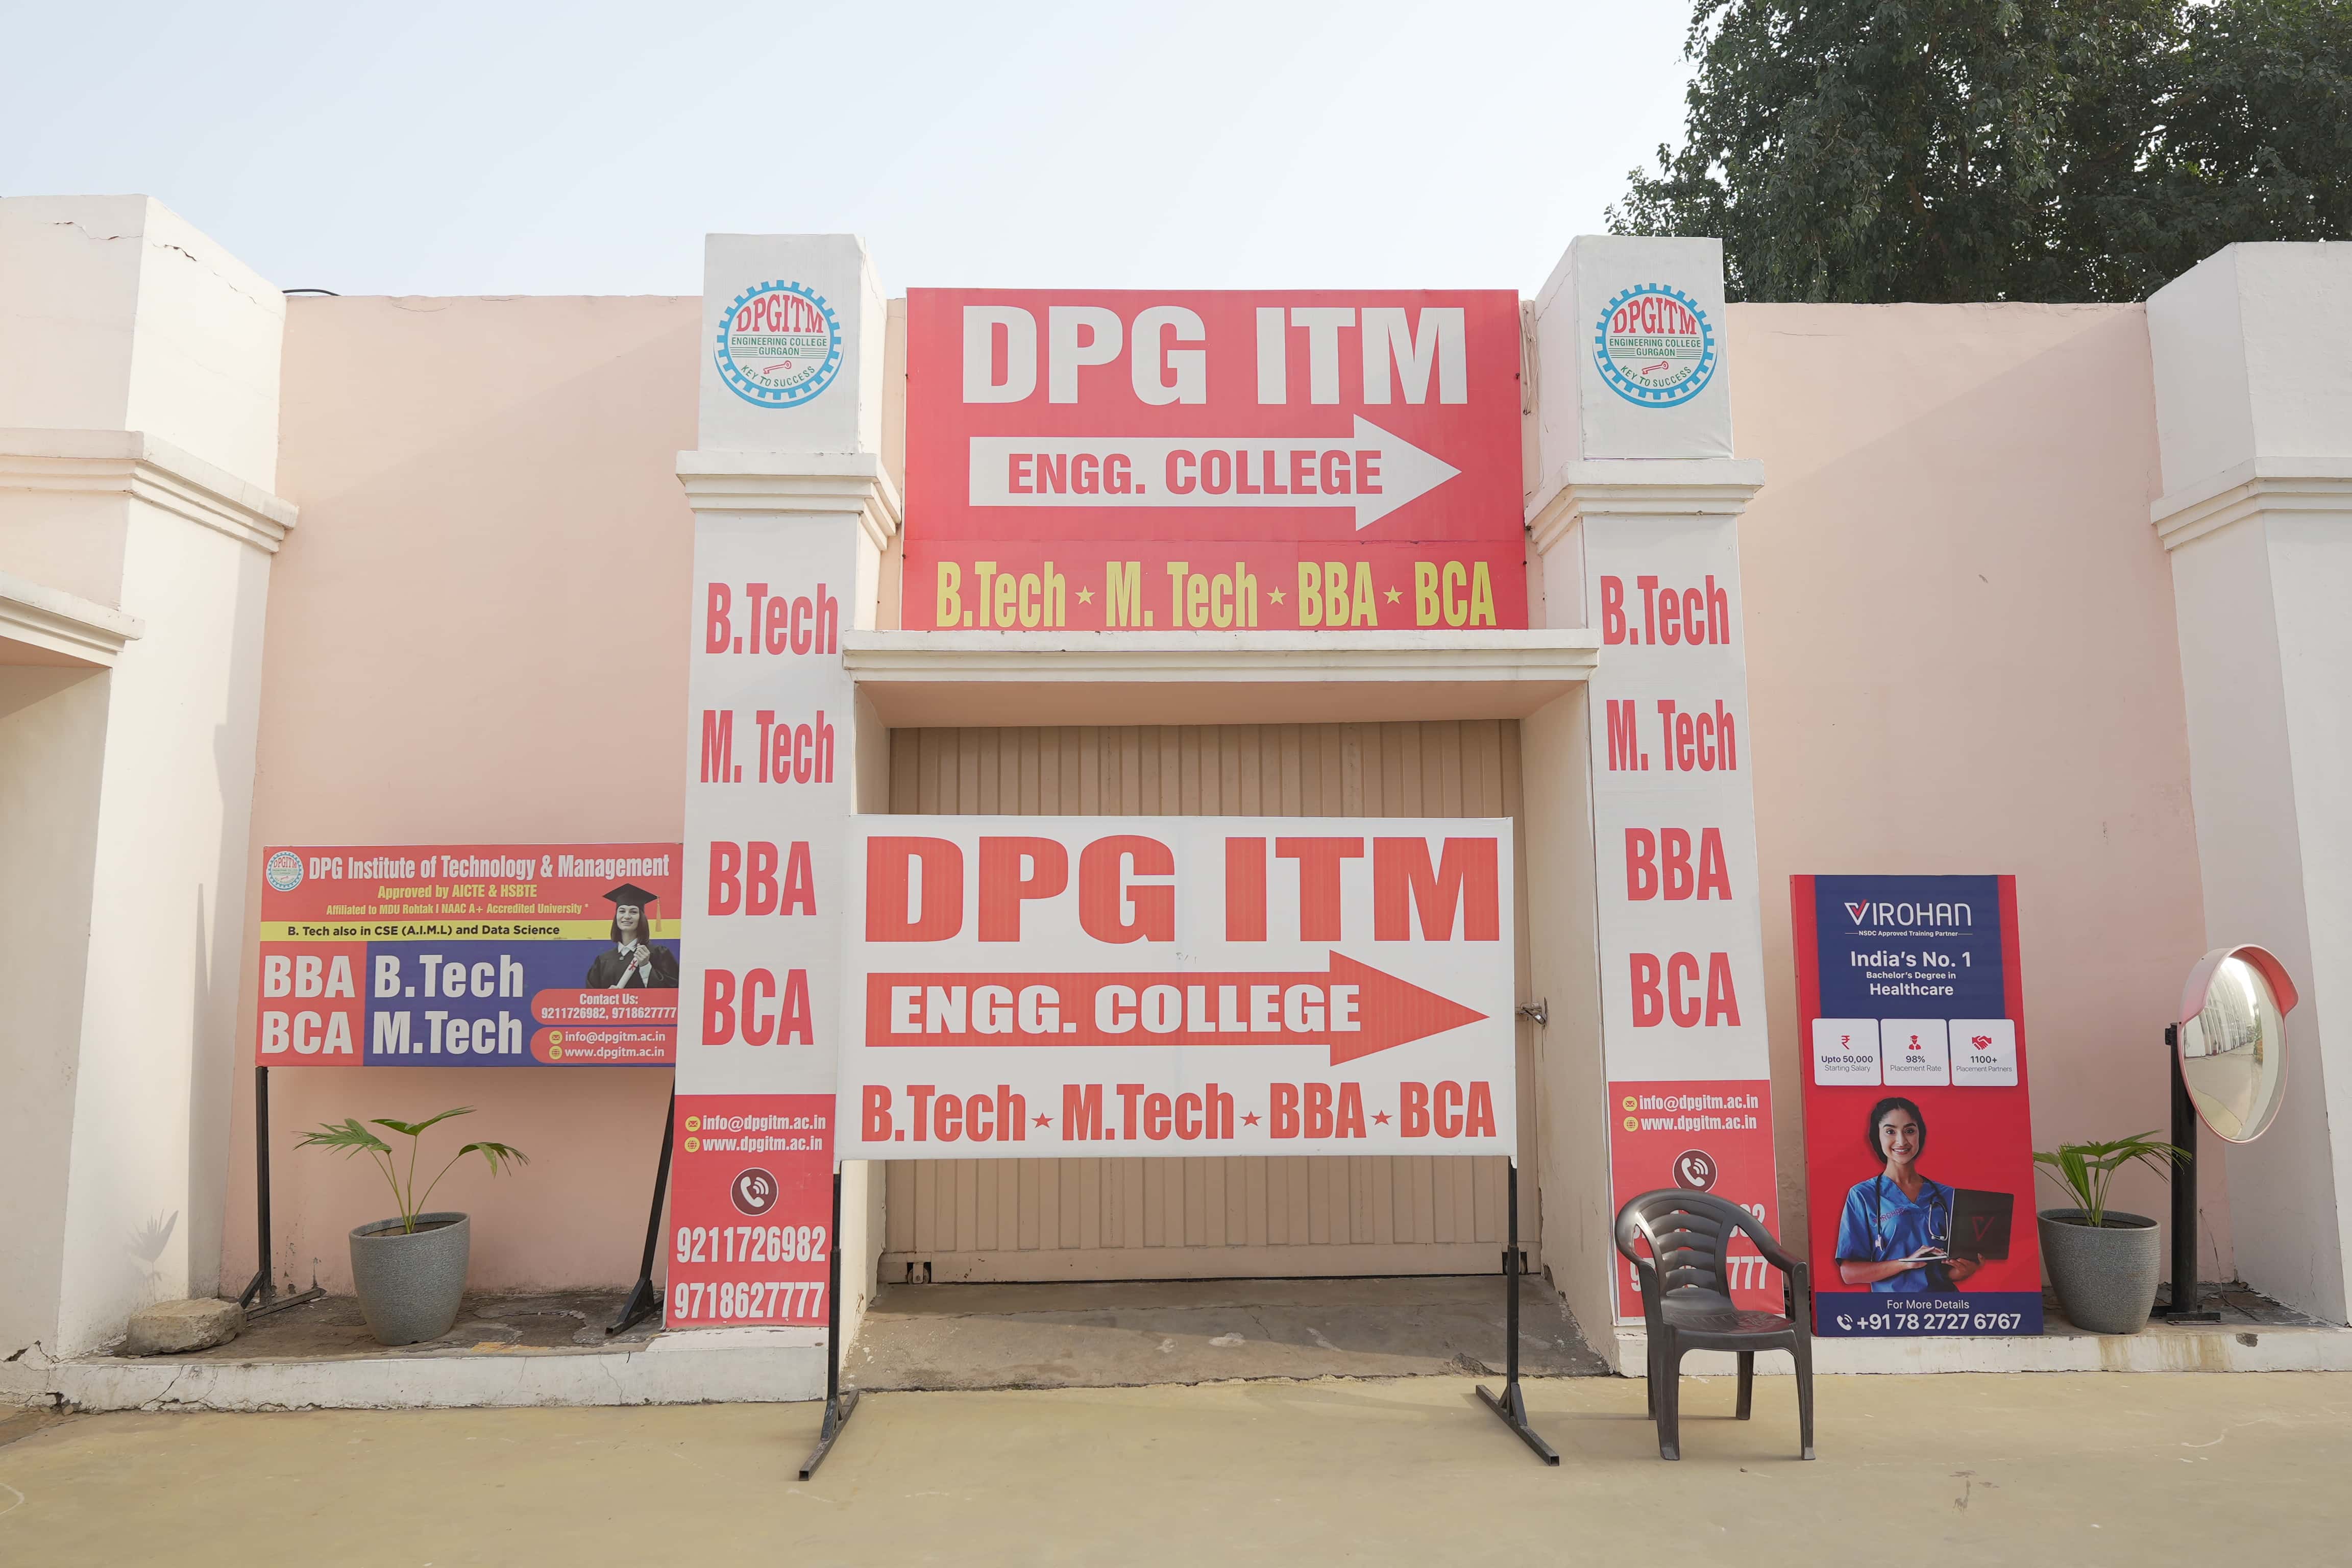 DPGITM
ENGINEERING COLLEGE
GURGAON
KEY TO SUCCESS
DPG ITM
ENGG. COLLEGE
B.Tech ★ M. Tech ★ BBA ★ BCA
DPGITM
ENGINEERING COLLEGE
GURGAON
KEY TO SUCCESS
DPGITM
DPG Institute of Technology & Management
Approved by AICTE & HSBTE
Affiliated to MDU Rohtak I NAAC A+ Accredited University *
B. Tech also in CSE (A.I.M.L) and Data Science
BBA
BCA
B.Tech
M.Tech
Contact Us:
9211726982, 9718627777
info@dpgitm.ac.in
www.dpgitm.ac.in
B.Tech
M. Tech
BBA
BCA
info@dpgitm.ac.in
www.dpgitm.ac.in
9211726982
9718627777
DPG ITM
ENGG. COLLEGE
B.Tech ★ M.Tech ★ BBA ★ BCA
B.Tech
M. Tech
BBA
BCA
info@dpgitm.ac.in
www.dpgitm.ac.in
VIROHAN
NSDC Approved Training Partner
India's No. 1
Bachelor's Degree in
Healthcare
₹
Upto 50,000
Starting Salary
98%
Placement Rate
1100+
Placement Partners
For More Details
+91 78 2727 6767